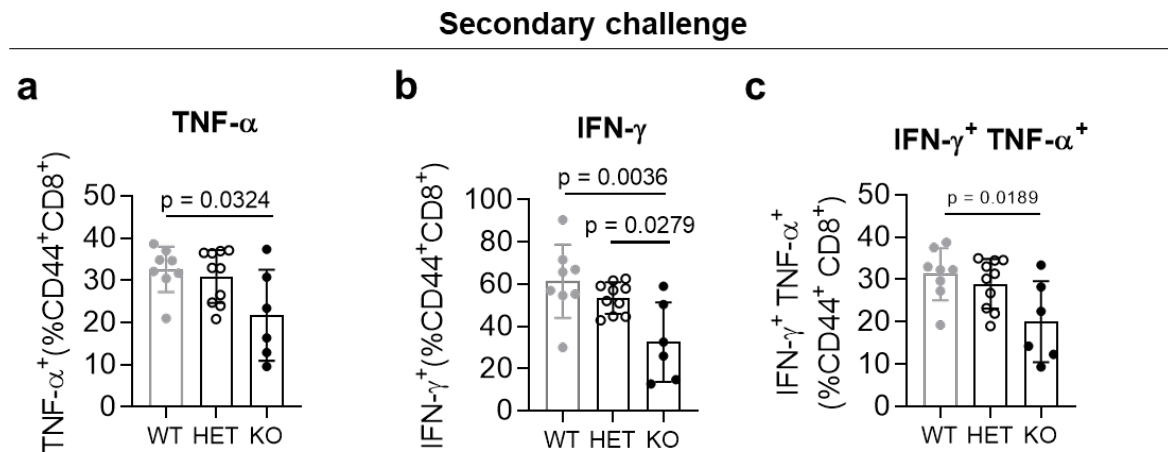 Secondary challenge
a
TNF-α
TNF-α⁺(%CD44⁺CD8⁺)
50
40
30
20
10
0
p = 0.0324
WT HET KO
b
IFN-γ
IFN-γ⁺(%CD44⁺CD8⁺)
100
80
60
40
20
0
p = 0.0036
p = 0.0279
WT HET KO
c
IFN-γ⁺ TNF-α⁺
IFN-γ⁺ TNF-α⁺
(%CD44⁺ CD8⁺)
50
40
30
20
10
0
p = 0.0189
WT HET KO